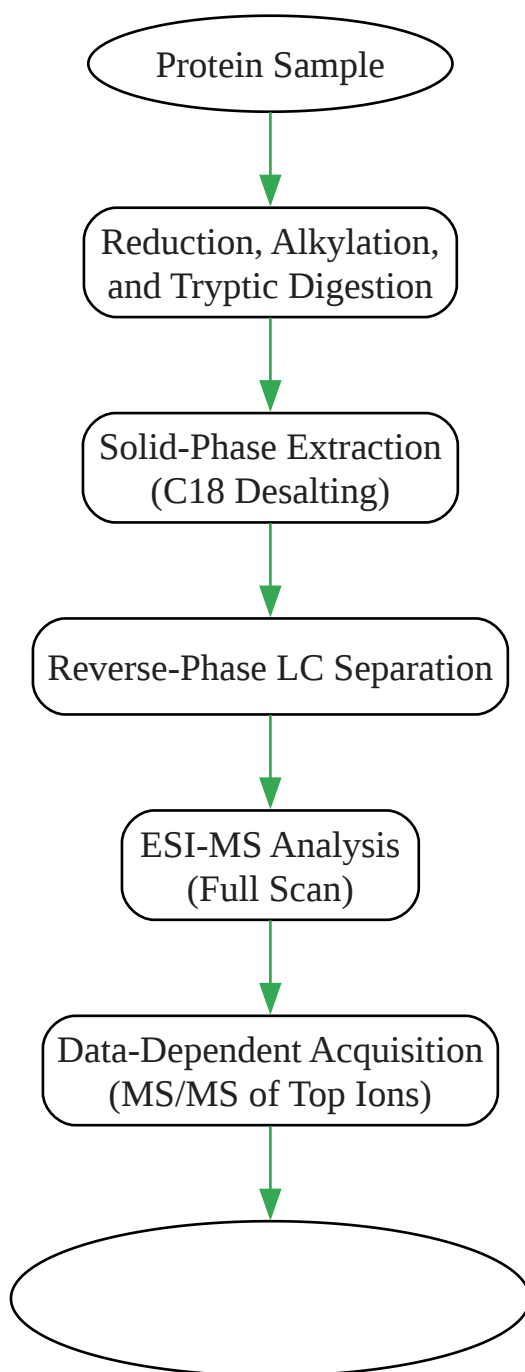 Protein Sample
Reduction, Alkylation,
and Tryptic Digestion
Solid-Phase Extraction
(C18 Desalting)
Reverse-Phase LC Separation
ESI-MS Analysis
(Full Scan)
Data-Dependent Acquisition
(MS/MS of Top Ions)